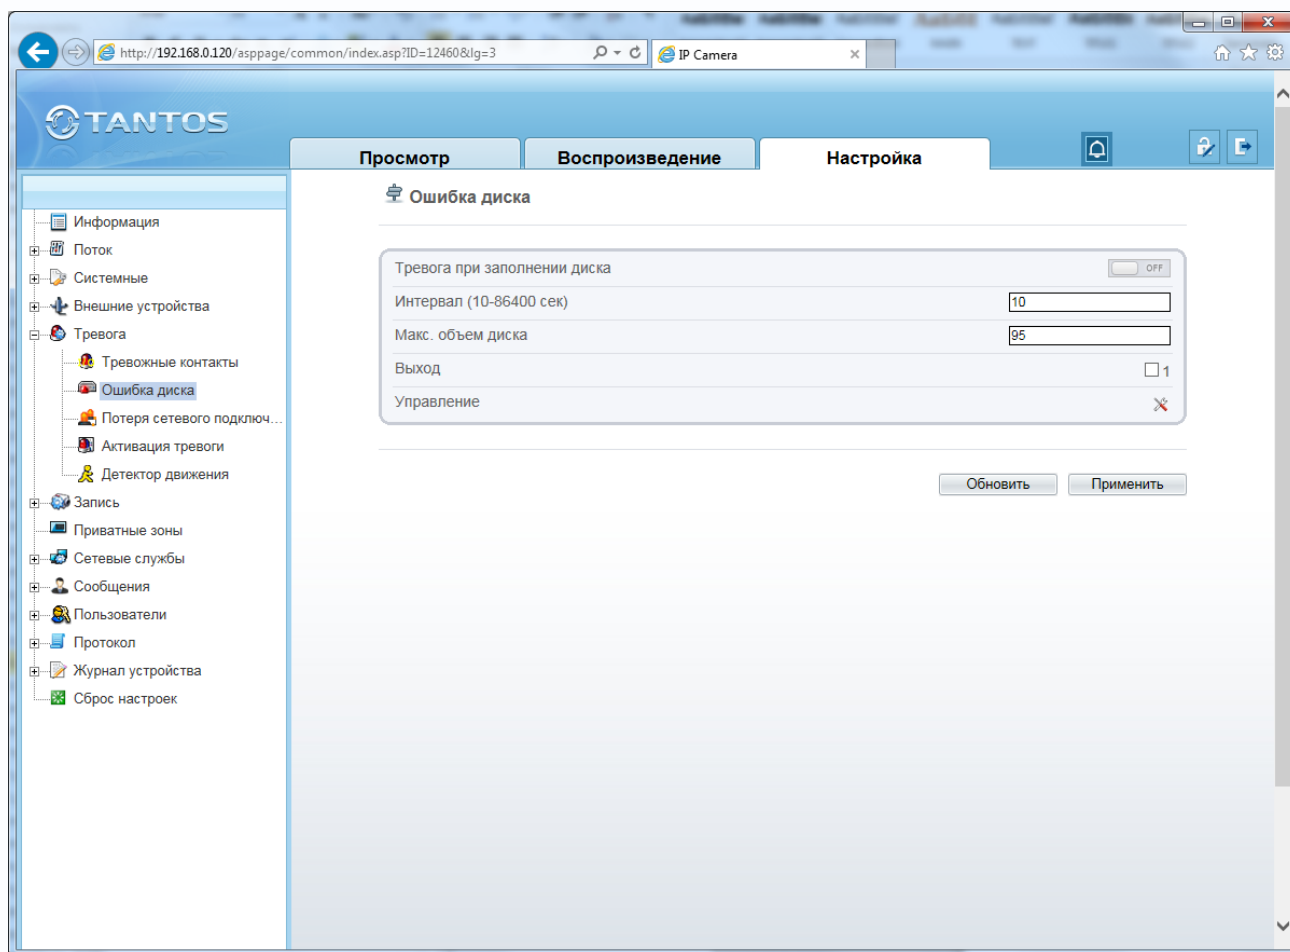 http://192.168.0.120/asppage/common/index.asp?ID=12460&lg=3
IP Camera
TANTOS
Просмотр
Воспроизведение
Настройка
Ошибка диска
Информация
Поток
Системные
Внешние устройства
Тревога
Тревожные контакты
Ошибка диска
Потеря сетевого подключ...
Активация тревоги
Детектор движения
Запись
Приватные зоны
Сетевые службы
Сообщения
Пользователи
Протокол
Журнал устройства
Сброс настроек
Тревога при заполнении диска OFF
Интервал (10-86400 сек) 10
Макс. объем диска 95
Выход 1
Управление
Обновить Применить